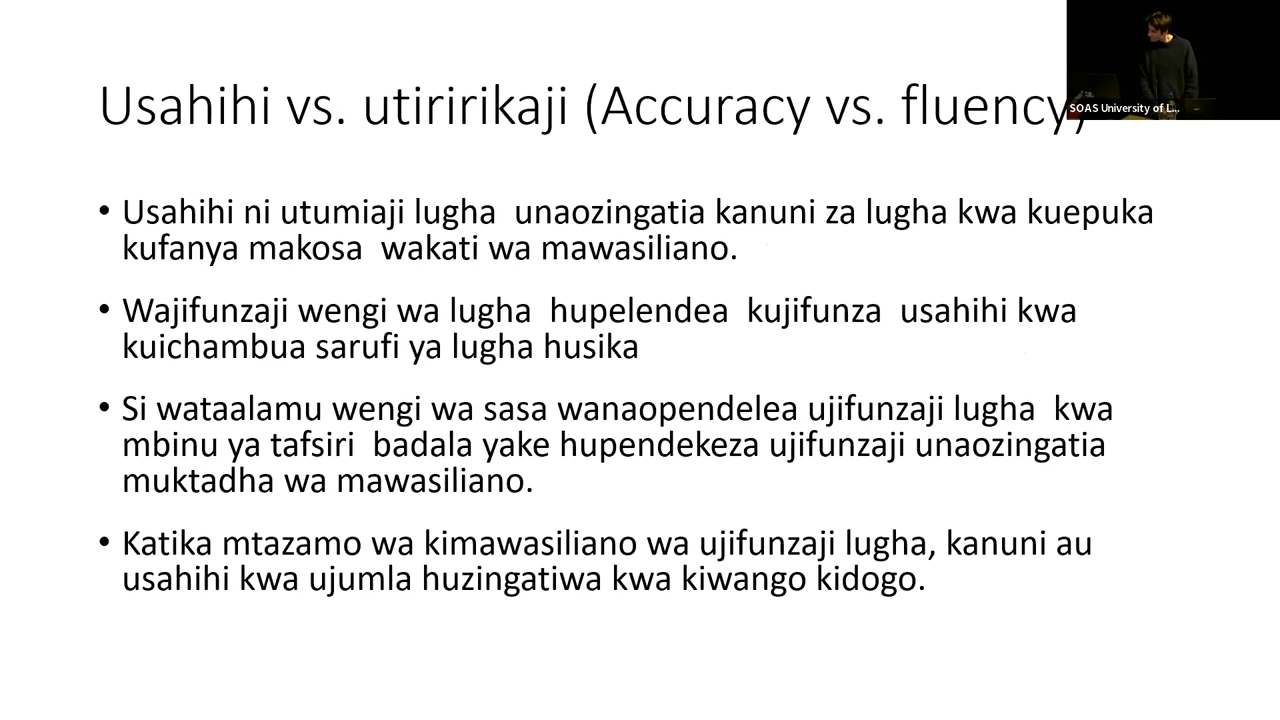 Usahihi vs. utiririkaji (Accuracy vs. fluency)
SOAS University of L...
• Usahihi ni utumiaji lugha unaozingatia kanuni za lugha kwa kuepuka
kufanya makosa wakati wa mawasiliano.
• Wajifunzaji wengi wa lugha hupelendea kujifunza usahihi kwa
kuichambua sarufi ya lugha husika
• Si wataalamu wengi wa sasa wanaopendelea ujifunzaji lugha kwa
mbinu ya tafsiri badala yake hupendekeza ujifunzaji unaozingatia
muktadha wa mawasiliano.
• Katika mtazamo wa kimawasiliano wa ujifunzaji lugha, kanuni au
usahihi kwa ujumla huzingatiwa kwa kiwango kidogo.